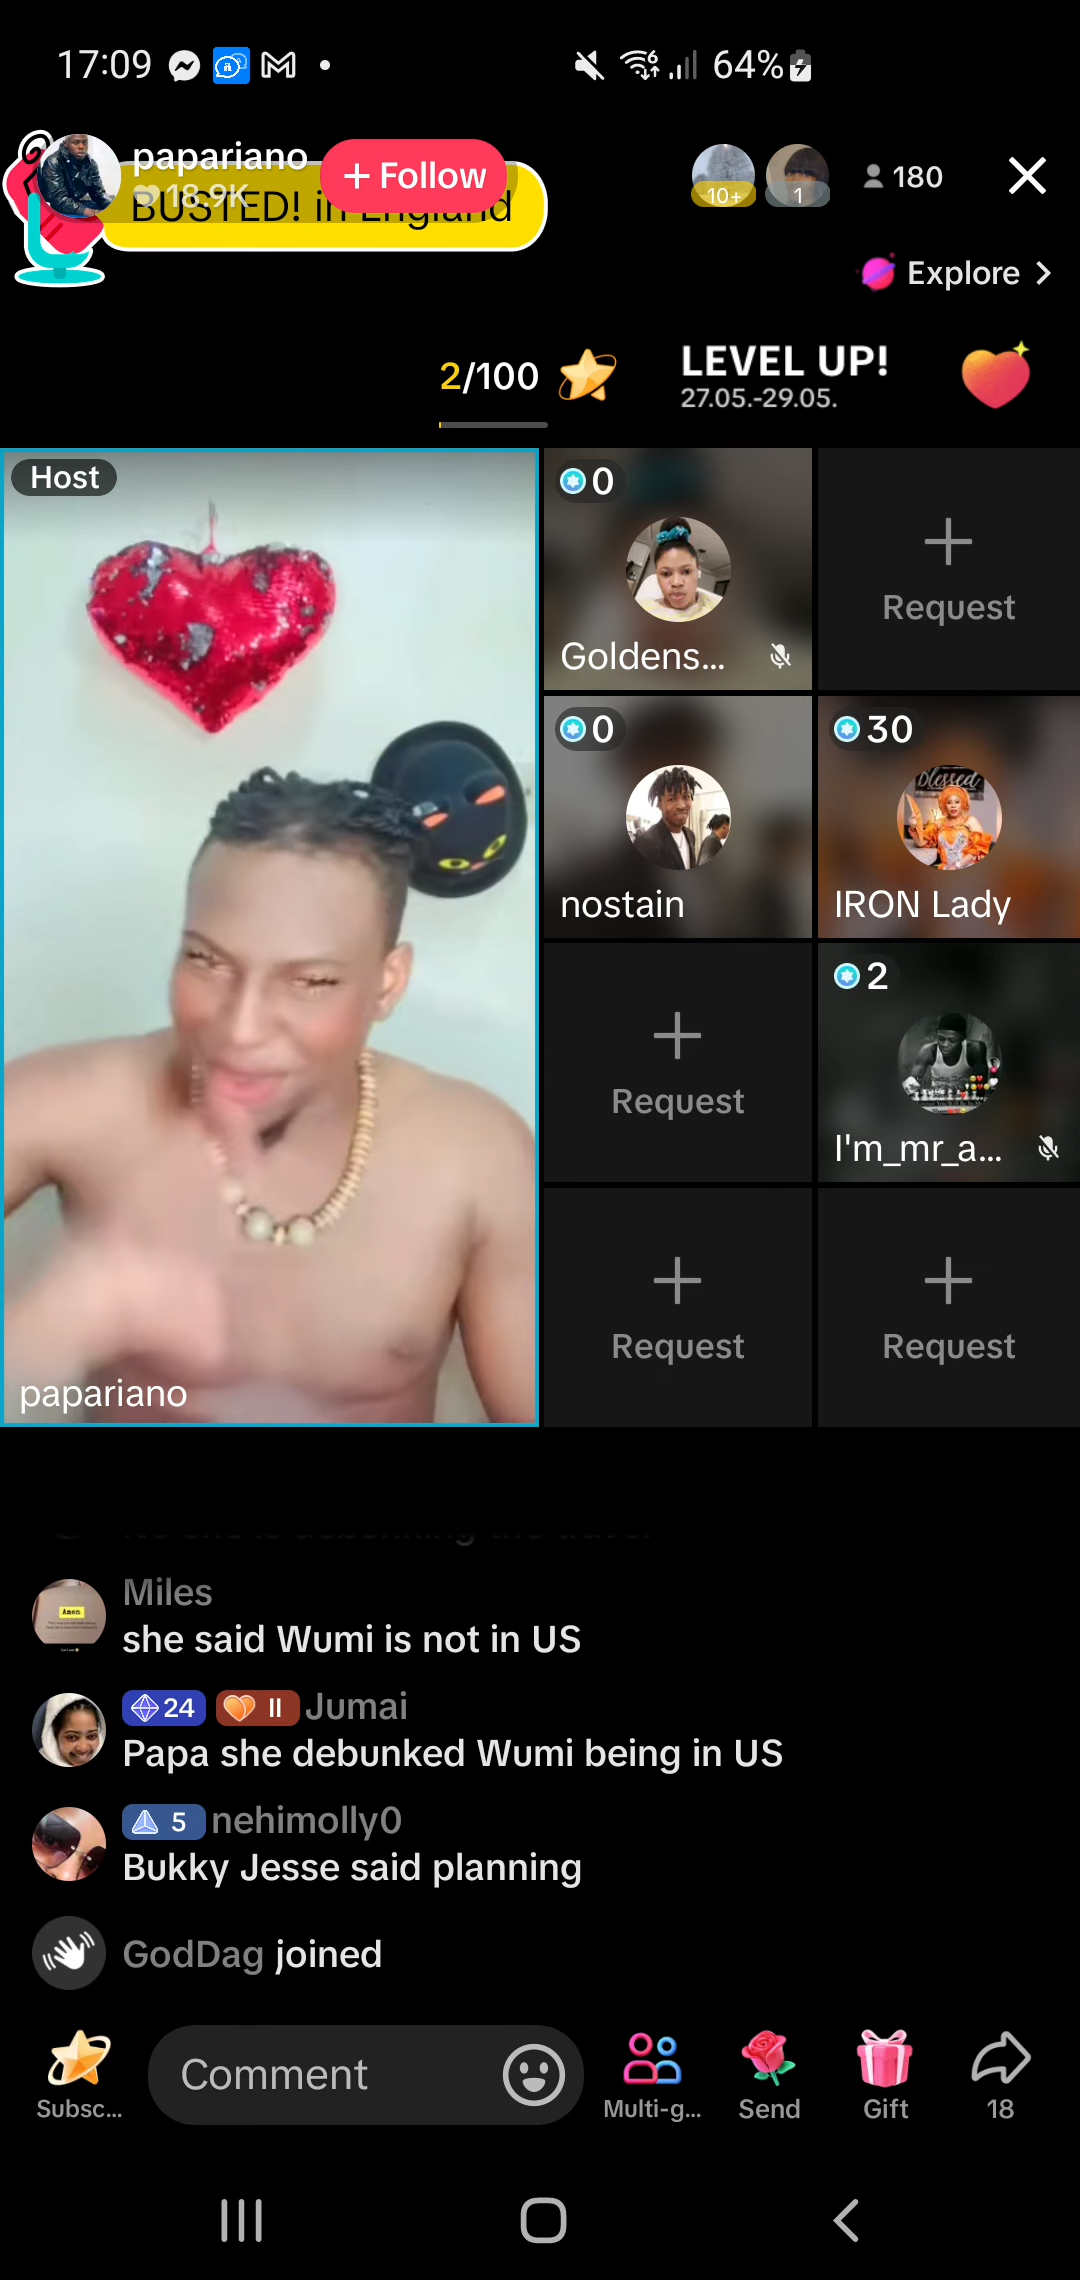 17:09
64%
papariano
18.9K
+ Follow
BUSTED! in England
10+
1
180
Explore >
2/100
LEVEL UP!
27.05.-29.05.
Host
0
Goldens...
Request
0
nostain
30
Blessed
IRON Lady
Request
2
I'm_mr_a...
Request
Request
papariano
Miles
Amen
she said Wumi is not in US
24 II Jumai
Papa she debunked Wumi being in US
5 nehimolly0
Bukky Jesse said planning
GodDag joined
Comment
Subsc...
Multi-g...
Send
Gift
18